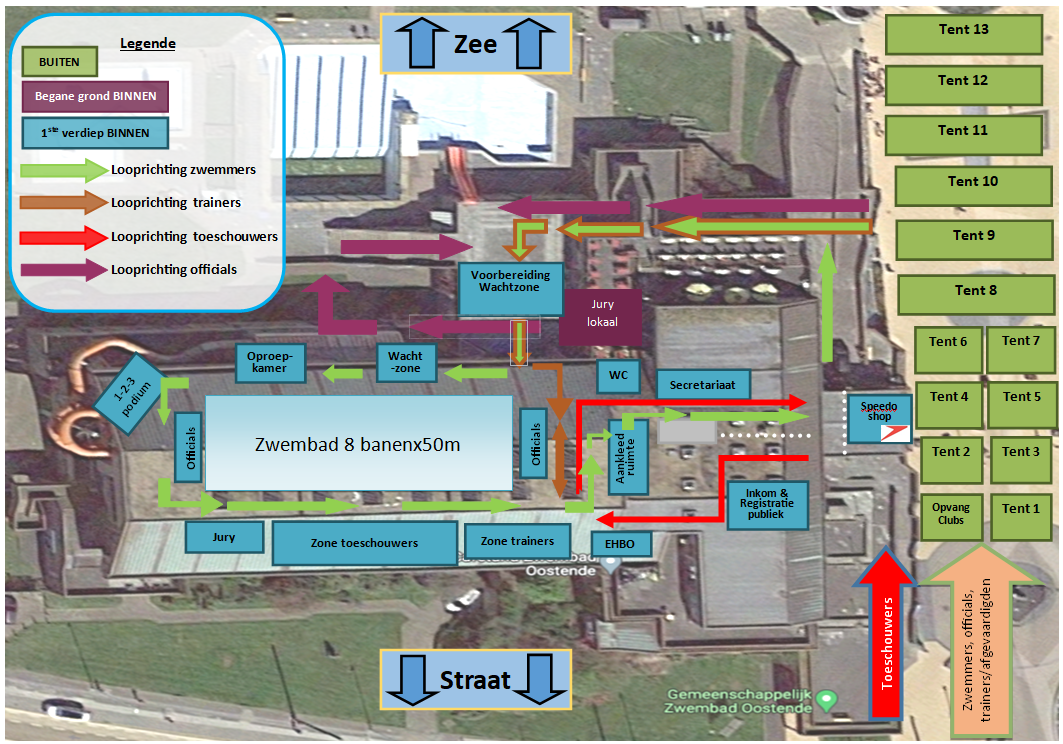 Legende
BUITEN
Begane grond BINNEN
1ste verdiep BINNEN
Looprichting zwemmers
Looprichting trainers
Looprichting toeschouwers
Looprichting officials
Zee
Tent 13
Tent 12
Tent 11
Tent 10
Tent 9
Tent 8
Tent 6
Tent 7
Tent 4
Tent 5
Tent 2
Tent 3
Opvang
Clubs
Tent 1
Voorbereiding
Wachtzone
Jury
lokaal
Oproep-
kamer
Wacht
-zone
WC
Secretariaat
1-2-3
podium
Speedo
shop
Officials
Zwembad 8 banenx50m
Officials
Aankleed
ruimte
Inkom &
Registratie
publiek
Jury
Zone toeschouwers
Zone trainers
EHBO
Oostende
Toeschouwers
Zwemmers, officials,
trainers/afgevaardigden
Straat
Gemeenschappelijk
Zwembad Oostende